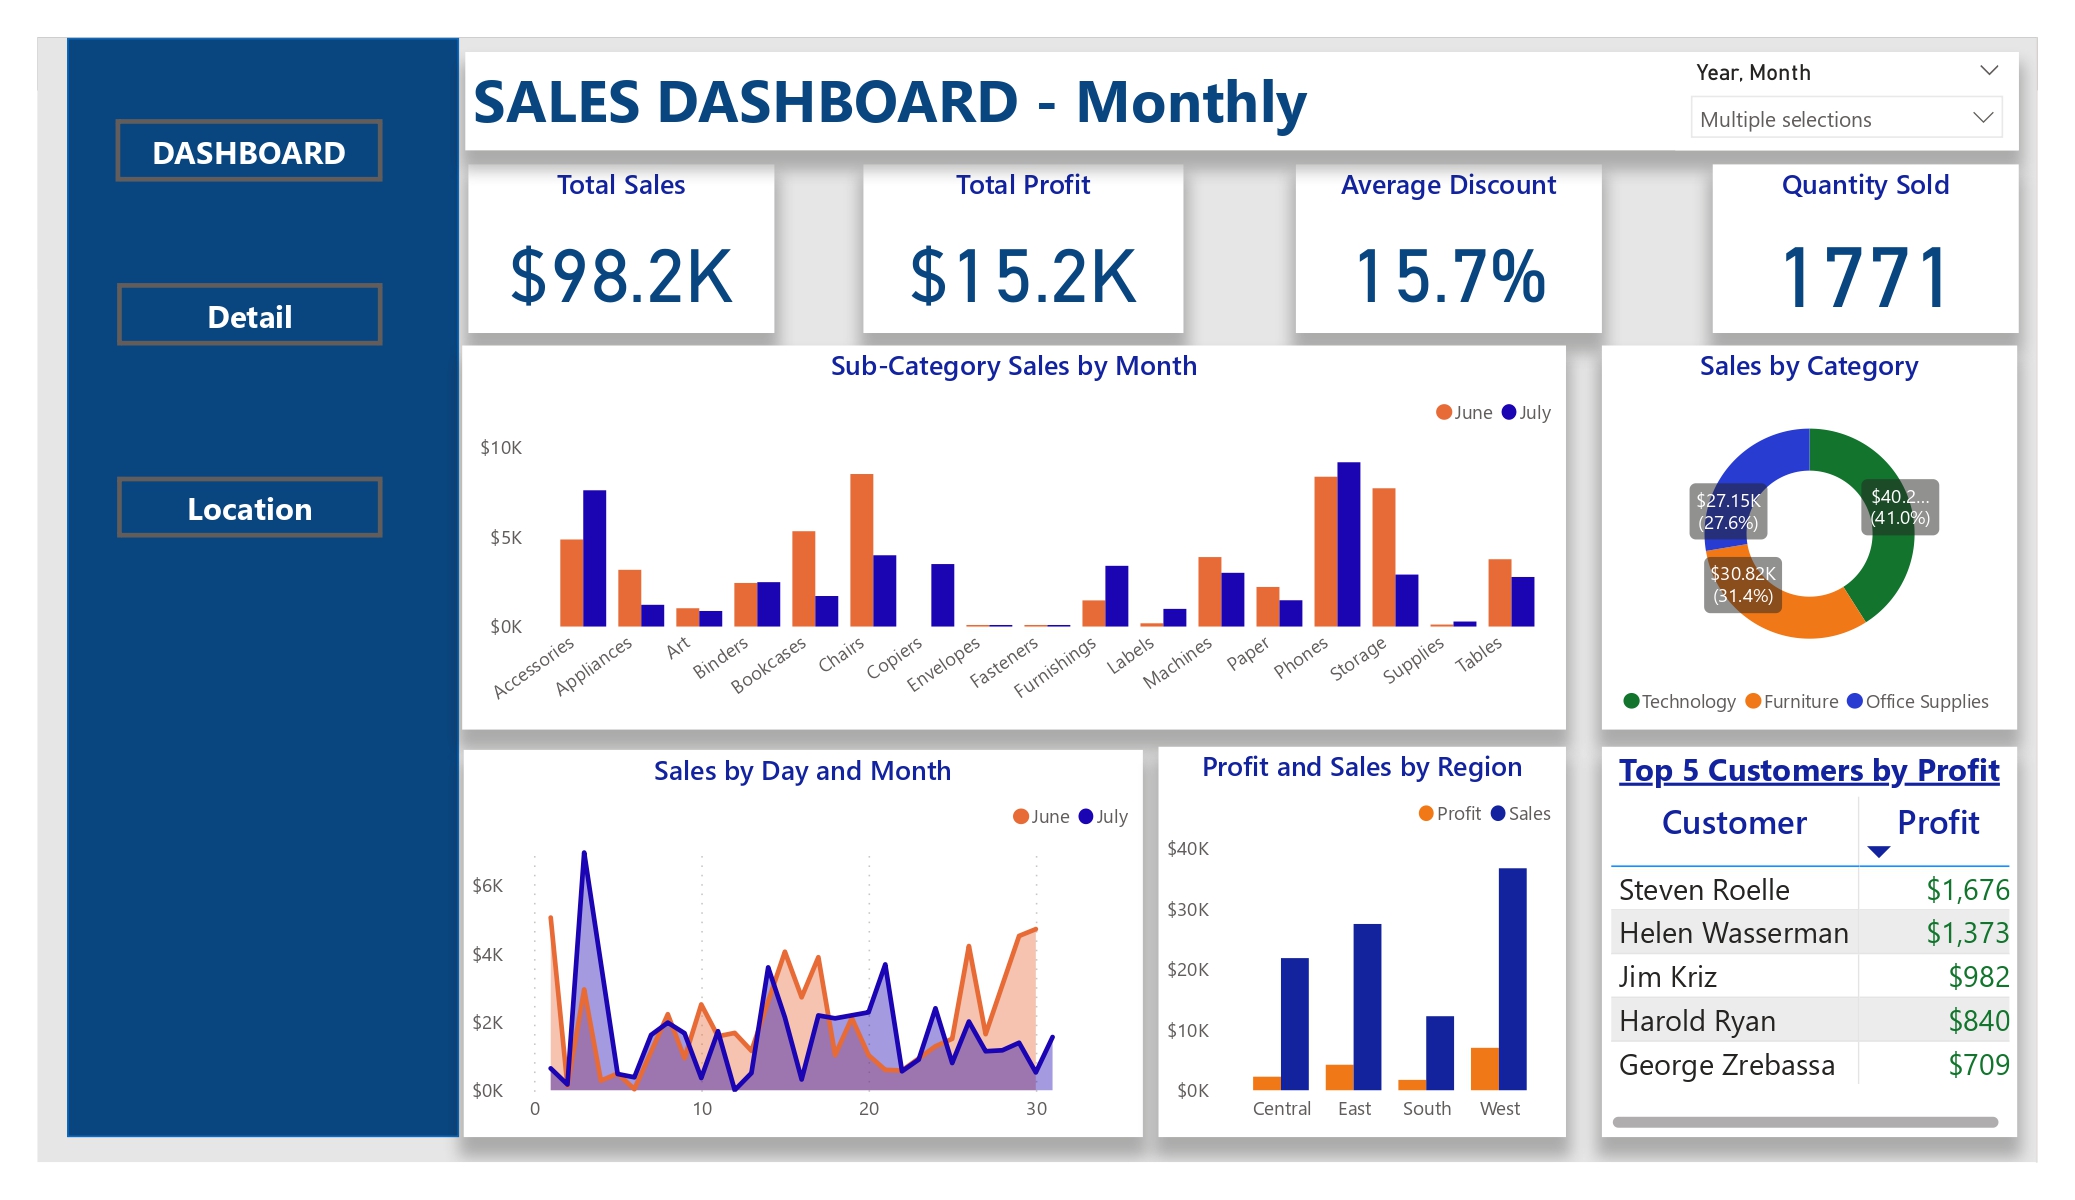 DASHBOARD
Detail
Location
SALES DASHBOARD - Monthly
Year, Month
Multiple selections
Total Sales
$98.2K
Total Profit
$15.2K
Average Discount
15.7%
Quantity Sold
1771
Sub-Category Sales by Month
June July
$10K
$5K
$0K
Accessories
Appliances
Art
Binders
Bookcases
Chairs
Copiers
Envelopes
Fasteners
Furnishings
Labels
Machines
Paper
Phones
Storage
Supplies
Tables
Sales by Category
$27.15K
(27.6%)
$40.2...
(41.0%)
$30.82K
(31.4%)
Technology Furniture Office Supplies
Sales by Day and Month
June July
$6K
$4K
$2K
$0K
0 10 20 30
Profit and Sales by Region
Profit Sales
$40K
$30K
$20K
$10K
$0K
Central East South West
Top 5 Customers by Profit
Customer Profit
Steven Roelle $1,676
Helen Wasserman $1,373
Jim Kriz $982
Harold Ryan $840
George Zrebassa $709